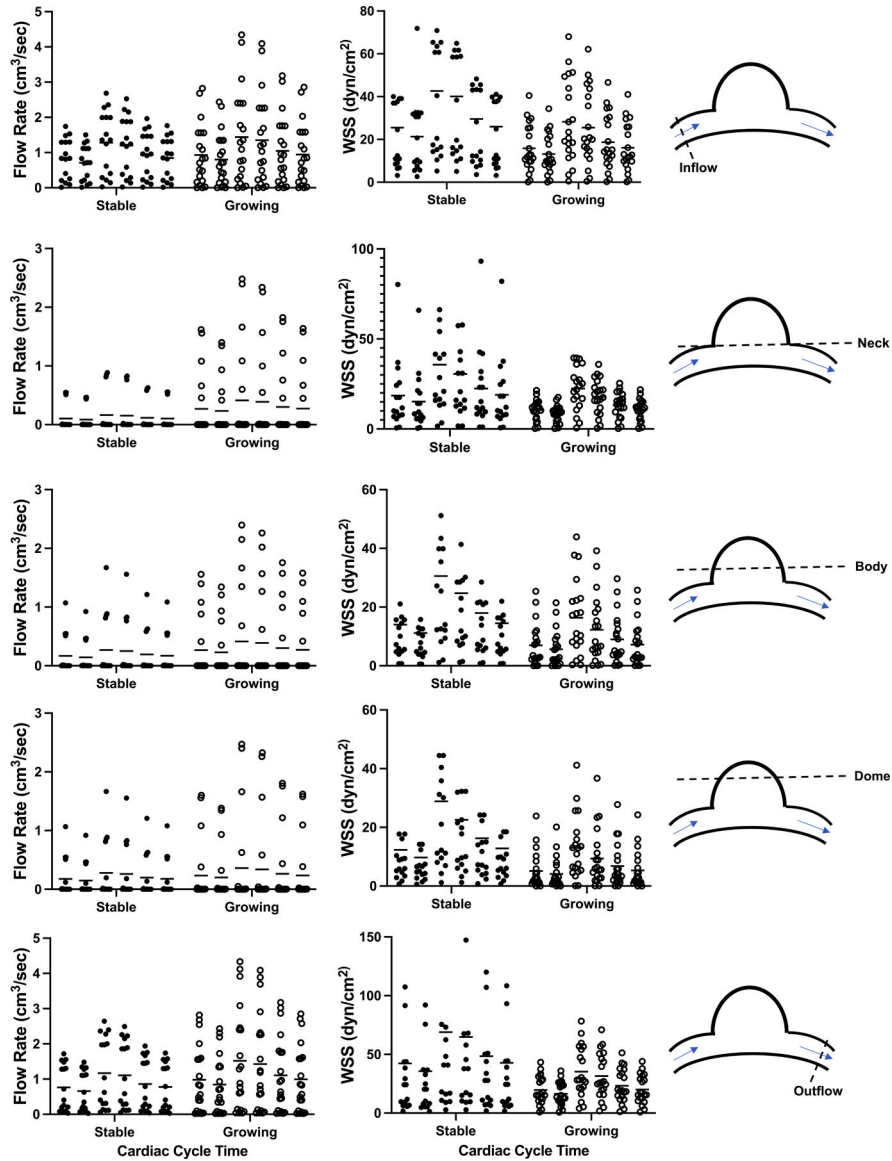 Flow Rate (cm³/sec)
5
4
3
2
1
0
Stable
Growing
WSS (dyn/cm²)
80
60
40
20
0
Stable
Growing
Inflow
Flow Rate (cm³/sec)
3
2
1
0
Stable
Growing
WSS (dyn/cm²)
100
50
0
Stable
Growing
Neck
Flow Rate (cm³/sec)
3
2
1
0
Stable
Growing
WSS (dyn/cm²)
60
40
20
0
Stable
Growing
Body
Flow Rate (cm³/sec)
3
2
1
0
Stable
Growing
WSS (dyn/cm²)
60
40
20
0
Stable
Growing
Dome
Flow Rate (cm³/sec)
5
4
3
2
1
0
Stable
Growing
Cardiac Cycle Time
WSS (dyn/cm²)
150
100
50
0
Stable
Growing
Cardiac Cycle Time
Outflow